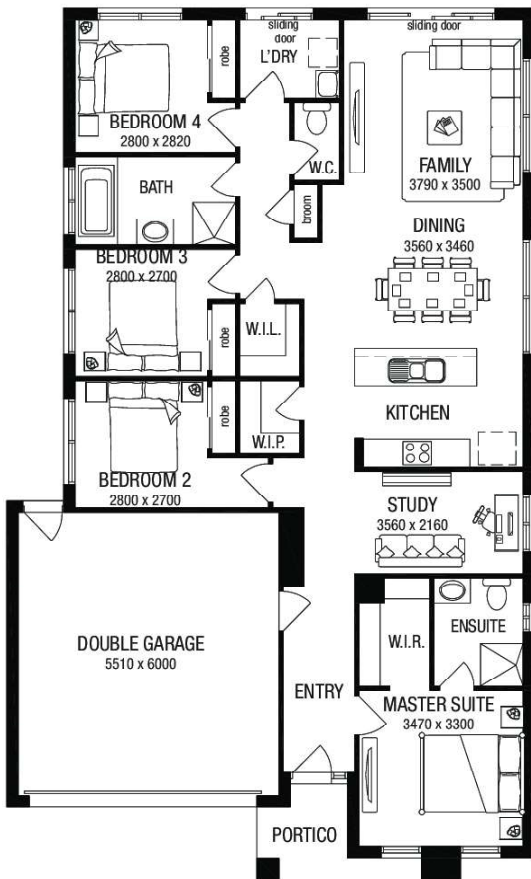 sliding
door
sliding door
L'DRY
robe
BEDROOM 4
2800 x 2820
W.C.
FAMILY
3790 x 3500
BATH
broom
DINING
3560 x 3460
BEDROOM 3
2800 x 2700
robe
W.I.L.
KITCHEN
robe
W.I.P.
BEDROOM 2
2800 x 2700
STUDY
3560 x 2160
DOUBLE GARAGE
5510 x 6000
W.I.R.
ENSUITE
ENTRY
MASTER SUITE
3470 x 3300
PORTICO